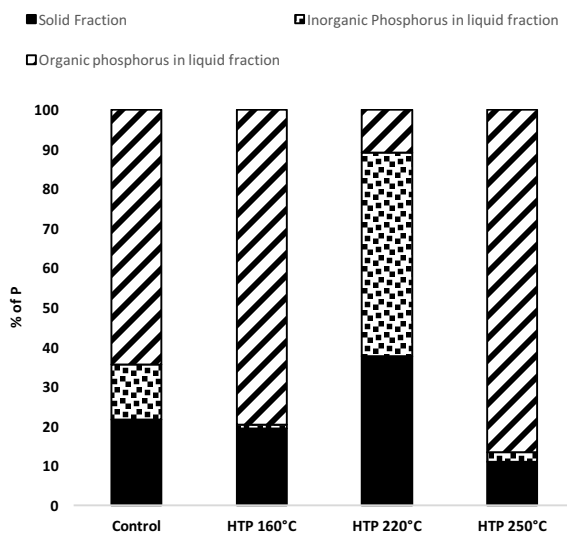 Solid Fraction
Inorganic Phosphorus in liquid fraction
Organic phosphorus in liquid fraction
100
90
80
70
60
50
40
30
20
10
0
% of P
Control
HTP 160°C
HTP 220°C
HTP 250°C